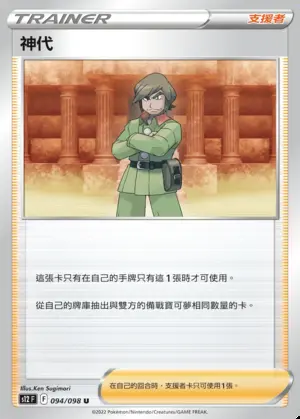 TRAINER 支援者
神代
這張卡只有在自己的手牌只有這1張時才可使用。
從自己的牌庫抽出與雙方的備戰寶可夢相同數量的卡。
Illus.Ken Sugimori
s12 F F 094/098 U
在自己的回合時,支援者卡只可使用1張。
©2022 Pokémon/Nintendo/Creatures/GAME FREAK.